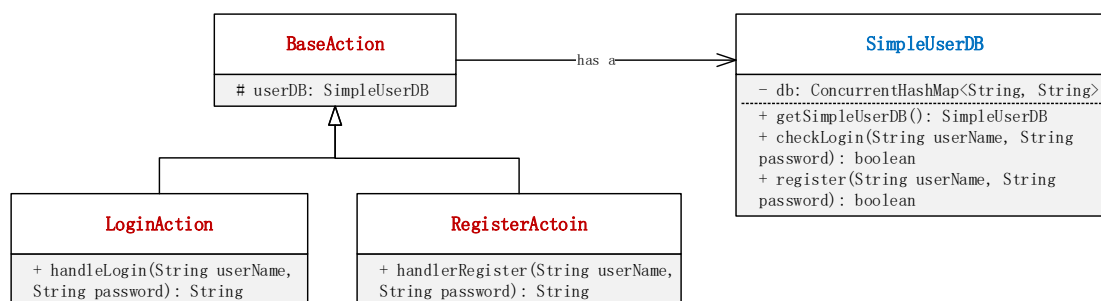 BaseAction
# userDB: SimpleUserDB
has a
SimpleUserDB
- db: ConcurrentHashMap<String, String>
+ getSimpleUserDB(): SimpleUserDB
+ checkLogin(String userName, String
password): boolean
+ register(String userName, String
password): boolean
LoginAction
+ handleLogin(String userName,
String password): String
RegisterActoin
+ handlerRegister(String userName,
String password): String